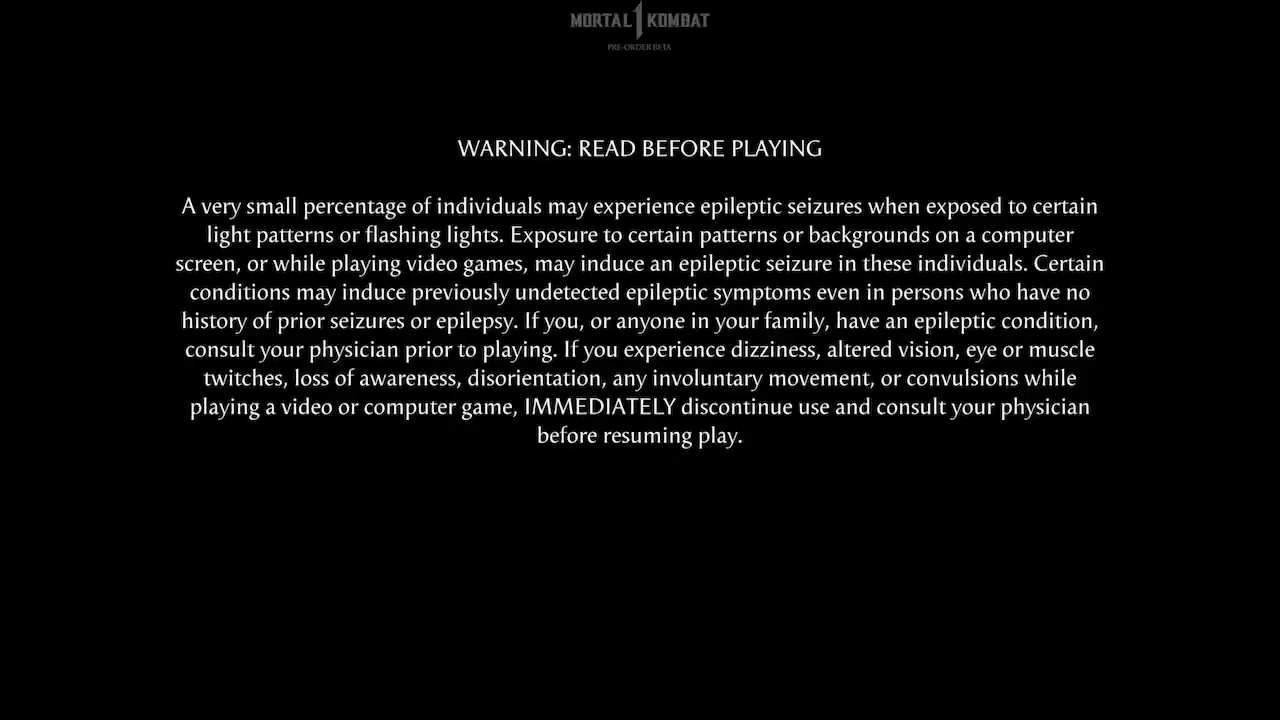 MORTAL KOMBAT 1
PRE-ORDER BETA
WARNING: READ BEFORE PLAYING
A very small percentage of individuals may experience epileptic seizures when exposed to certain
light patterns or flashing lights. Exposure to certain patterns or backgrounds on a computer
screen, or while playing video games, may induce an epileptic seizure in these individuals. Certain
conditions may induce previously undetected epileptic symptoms even in persons who have no
history of prior seizures or epilepsy. If you, or anyone in your family, have an epileptic condition,
consult your physician prior to playing. If you experience dizziness, altered vision, eye or muscle
twitches, loss of awareness, disorientation, any involuntary movement, or convulsions while
playing a video or computer game, IMMEDIATELY discontinue use and consult your physician
before resuming play.